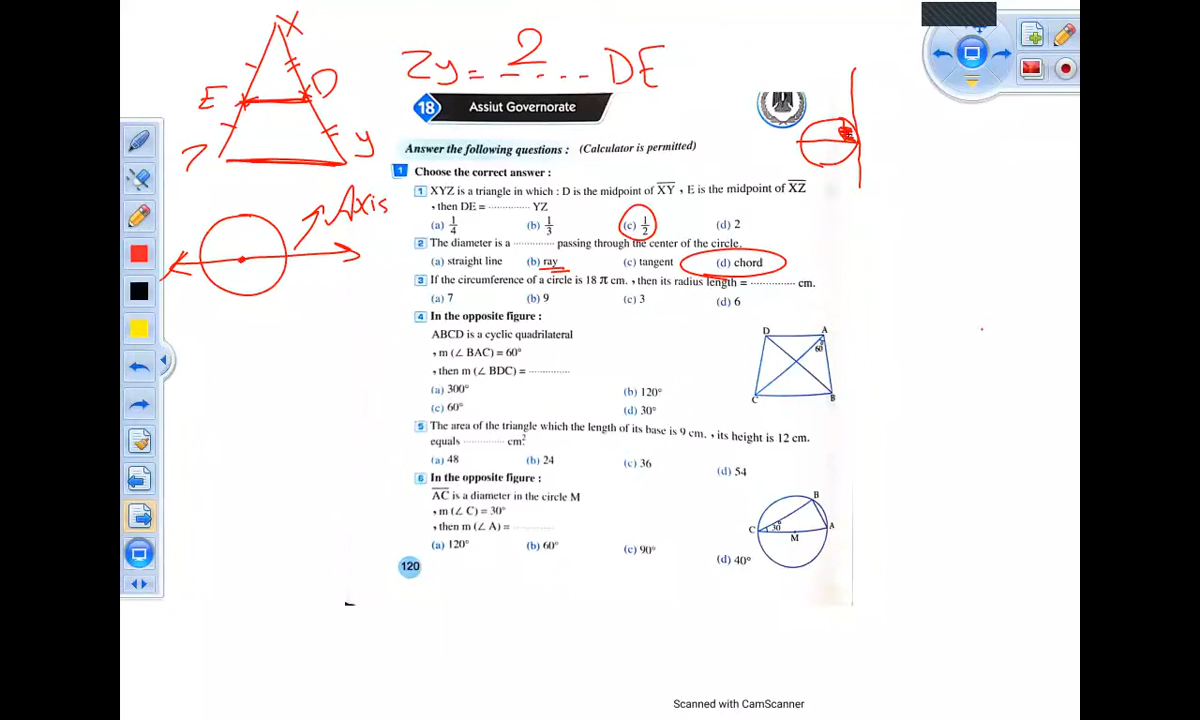 X
E
D
Z
y
Zy = 2 DE
Axis
18 Assiut Governorate
Answer the following questions : (Calculator is permitted)
1 Choose the correct answer :
1 XYZ is a triangle in which : D is the midpoint of XY , E is the midpoint of XZ
, then DE = .............. YZ
(a) 1/4 (b) 1/3 (c) 1/2 (d) 2
2 The diameter is a .............. passing through the center of the circle.
(a) straight line (b) ray (c) tangent (d) chord
3 If the circumference of a circle is 18 π cm. , then its radius length = .............. cm.
(a) 7 (b) 9 (c) 3 (d) 6
4 In the opposite figure :
ABCD is a cyclic quadrilateral
, m (∠ BAC) = 60°
, then m (∠ BDC) = ..............
(a) 300° (b) 120°
(c) 60° (d) 30°
D A
60°
C B
5 The area of the triangle which the length of its base is 9 cm. , its height is 12 cm.
equals .............. cm²
(a) 48 (b) 24 (c) 36 (d) 54
6 In the opposite figure :
AC is a diameter in the circle M
, m (∠ C) = 30°
, then m (∠ A) = ..............
(a) 120° (b) 60° (c) 90° (d) 40°
B
C 30° A
M
120
Scanned with CamScanner